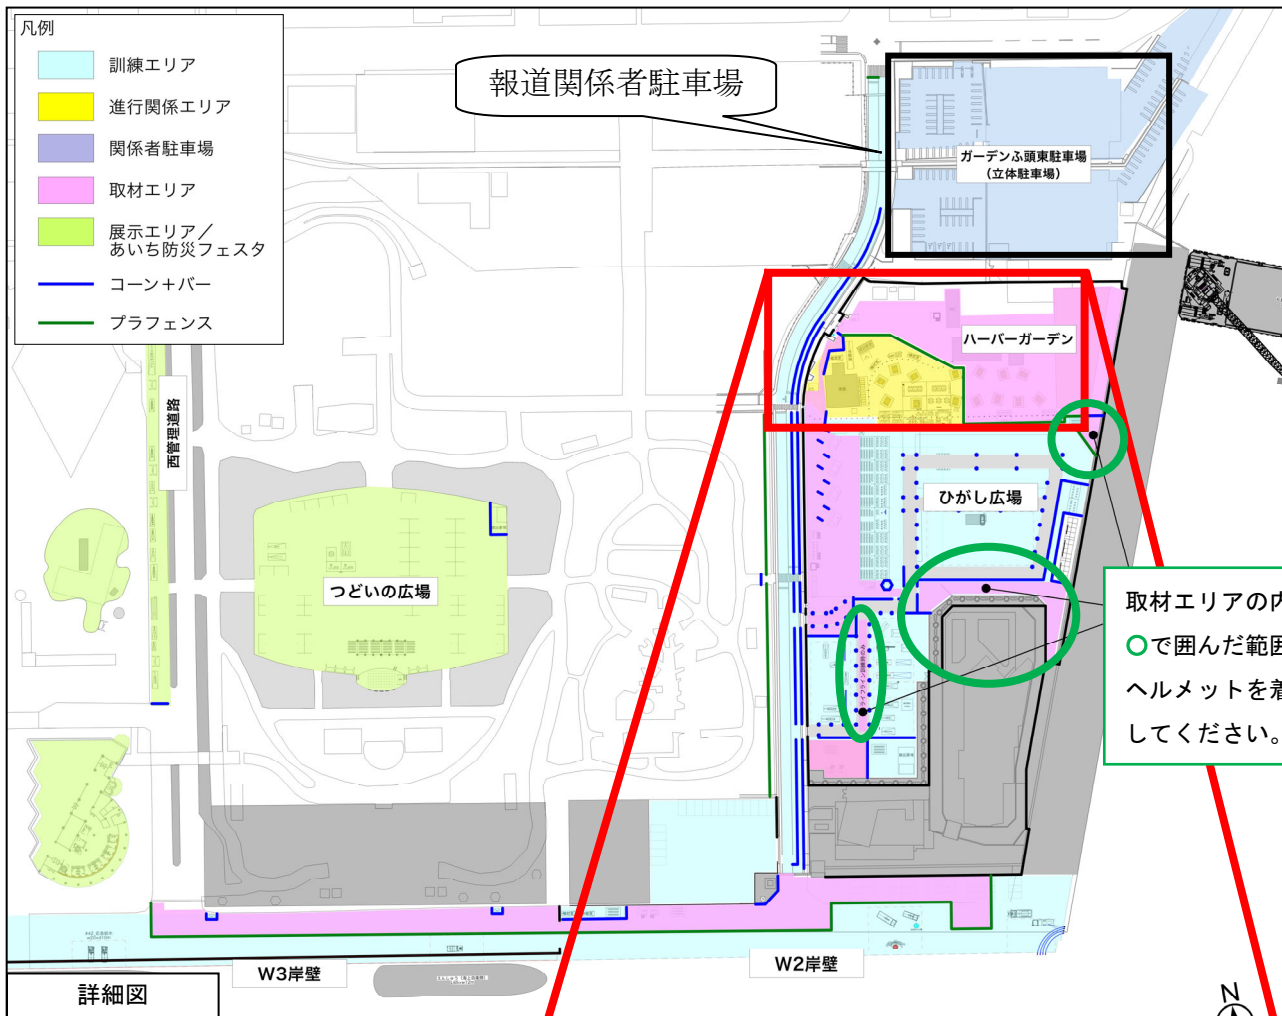 凡例
訓練エリア
進行関係エリア
関係者駐車場
取材エリア
展示エリア／
あいち防災フェスタ
コーン＋バー
プラフェンス
報道関係者駐車場
ガーデンふ頭東駐車場
（立体駐車場）
ハーバーガーデン
西管理道路
ひがし広場
つどいの広場
取材エリアの内
○で囲んだ範囲
ヘルメットを着
してください。
W3岸壁
W2岸壁
詳細図
N